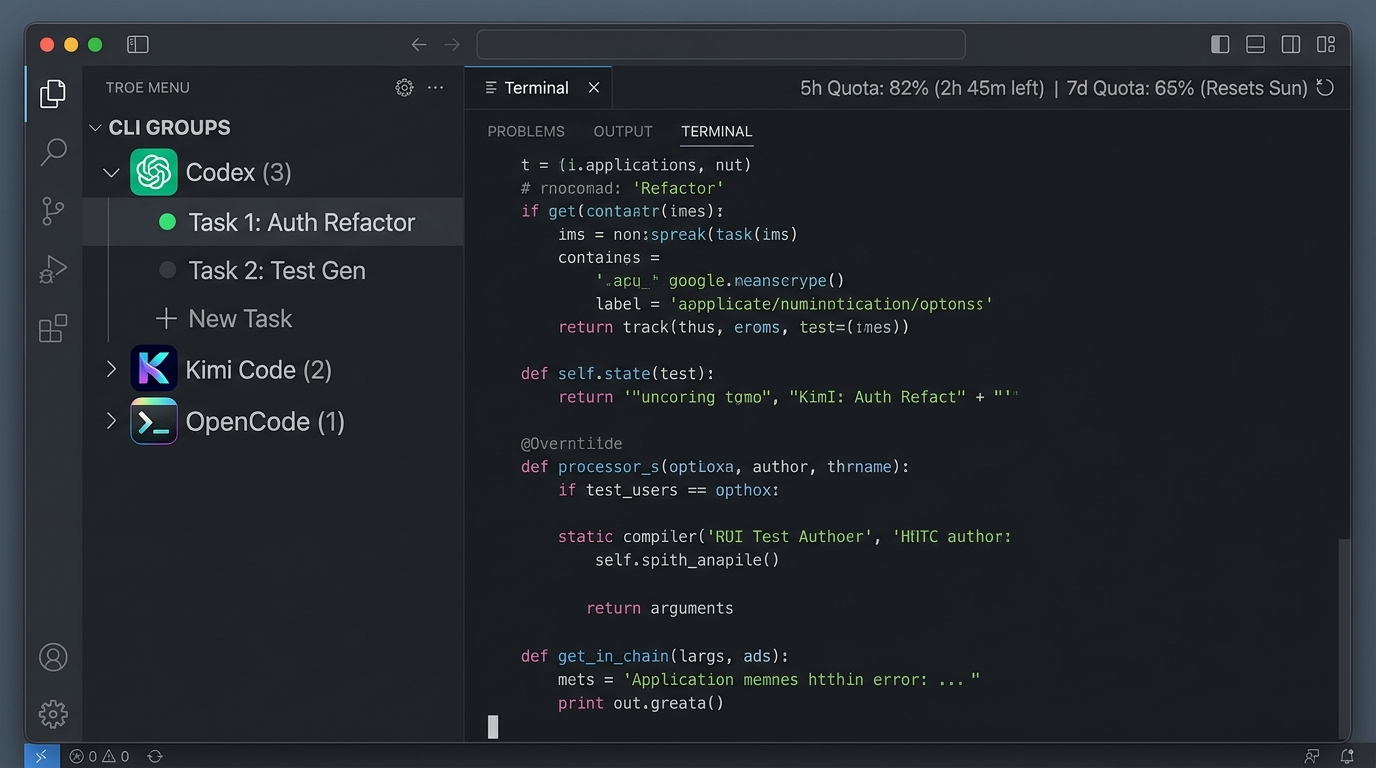 TROE MENU
CLI GROUPS
Codex (3)
Task 1: Auth Refactor
Task 2: Test Gen
New Task
Kimi Code (2)
OpenCode (1)
Terminal
5h Quota: 82% (2h 45m left) | 7d Quota: 65% (Resets Sun)
PROBLEMS OUTPUT TERMINAL
t = (i.applications, nut)
# rnocomad: 'Refactor'
if get(contaatr(imes):
ims = non:spreak(task(ims)
contaings =
google.meanscrype()
label = 'appplicate/numinotication/optonss'
return track(thus, eroms, test=(imes))
def self.state(test):
return '"uncoring tgmo", "KimI: Auth Refact" + "'"
@Overntiide
def processor_s(optioxa, author, thrname):
if test_users == opthox:
static compiler('RUI Test Authoer', 'HITC author:
self.spith_anapile()
return arguments
def get_in_chain(largs, ads):
mets = 'Application memnes htthin error: ... "
print out.greata()
0 0